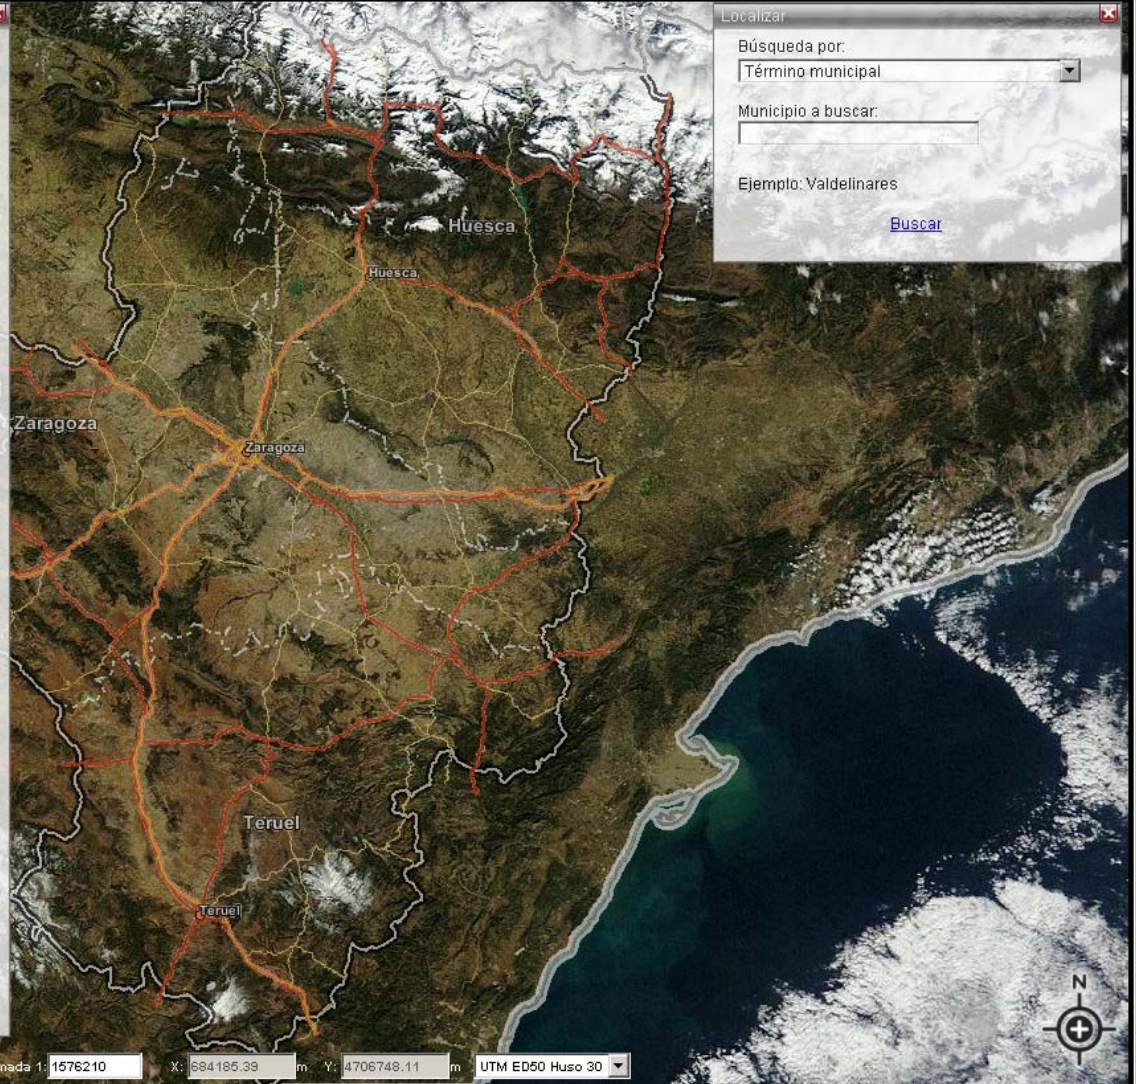 Localizar
Búsqueda por:
Término municipal
Municipio a buscar:
Ejemplo: Valdelinares
Buscar
Huesca
Huesca
Zaragoza
Zaragoza
Teruel
Teruel
N
mada 1: 1576210 X: 684185.39 m Y: 4706748.11 m UTM ED50 Huso 30